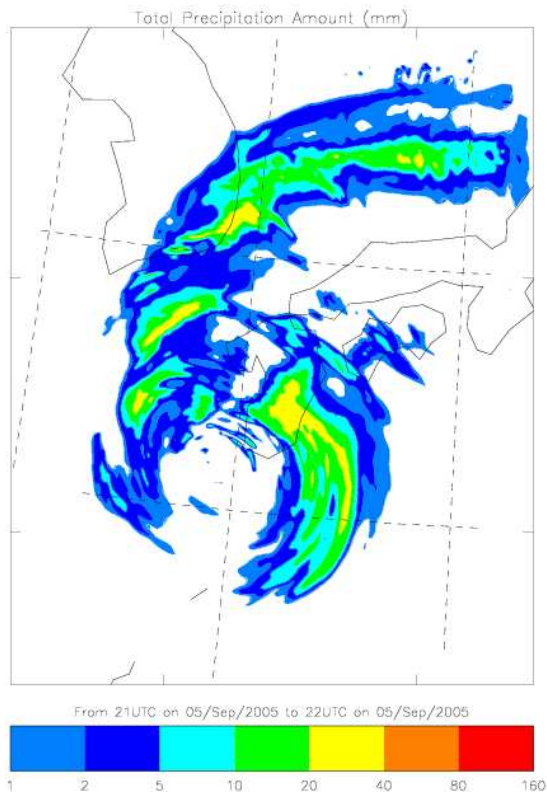 Total Precipitation Amount (mm)
From 21UTC on 05/Sep/2005 to 22UTC on 05/Sep/2005
1 2 5 10 20 40 80 160